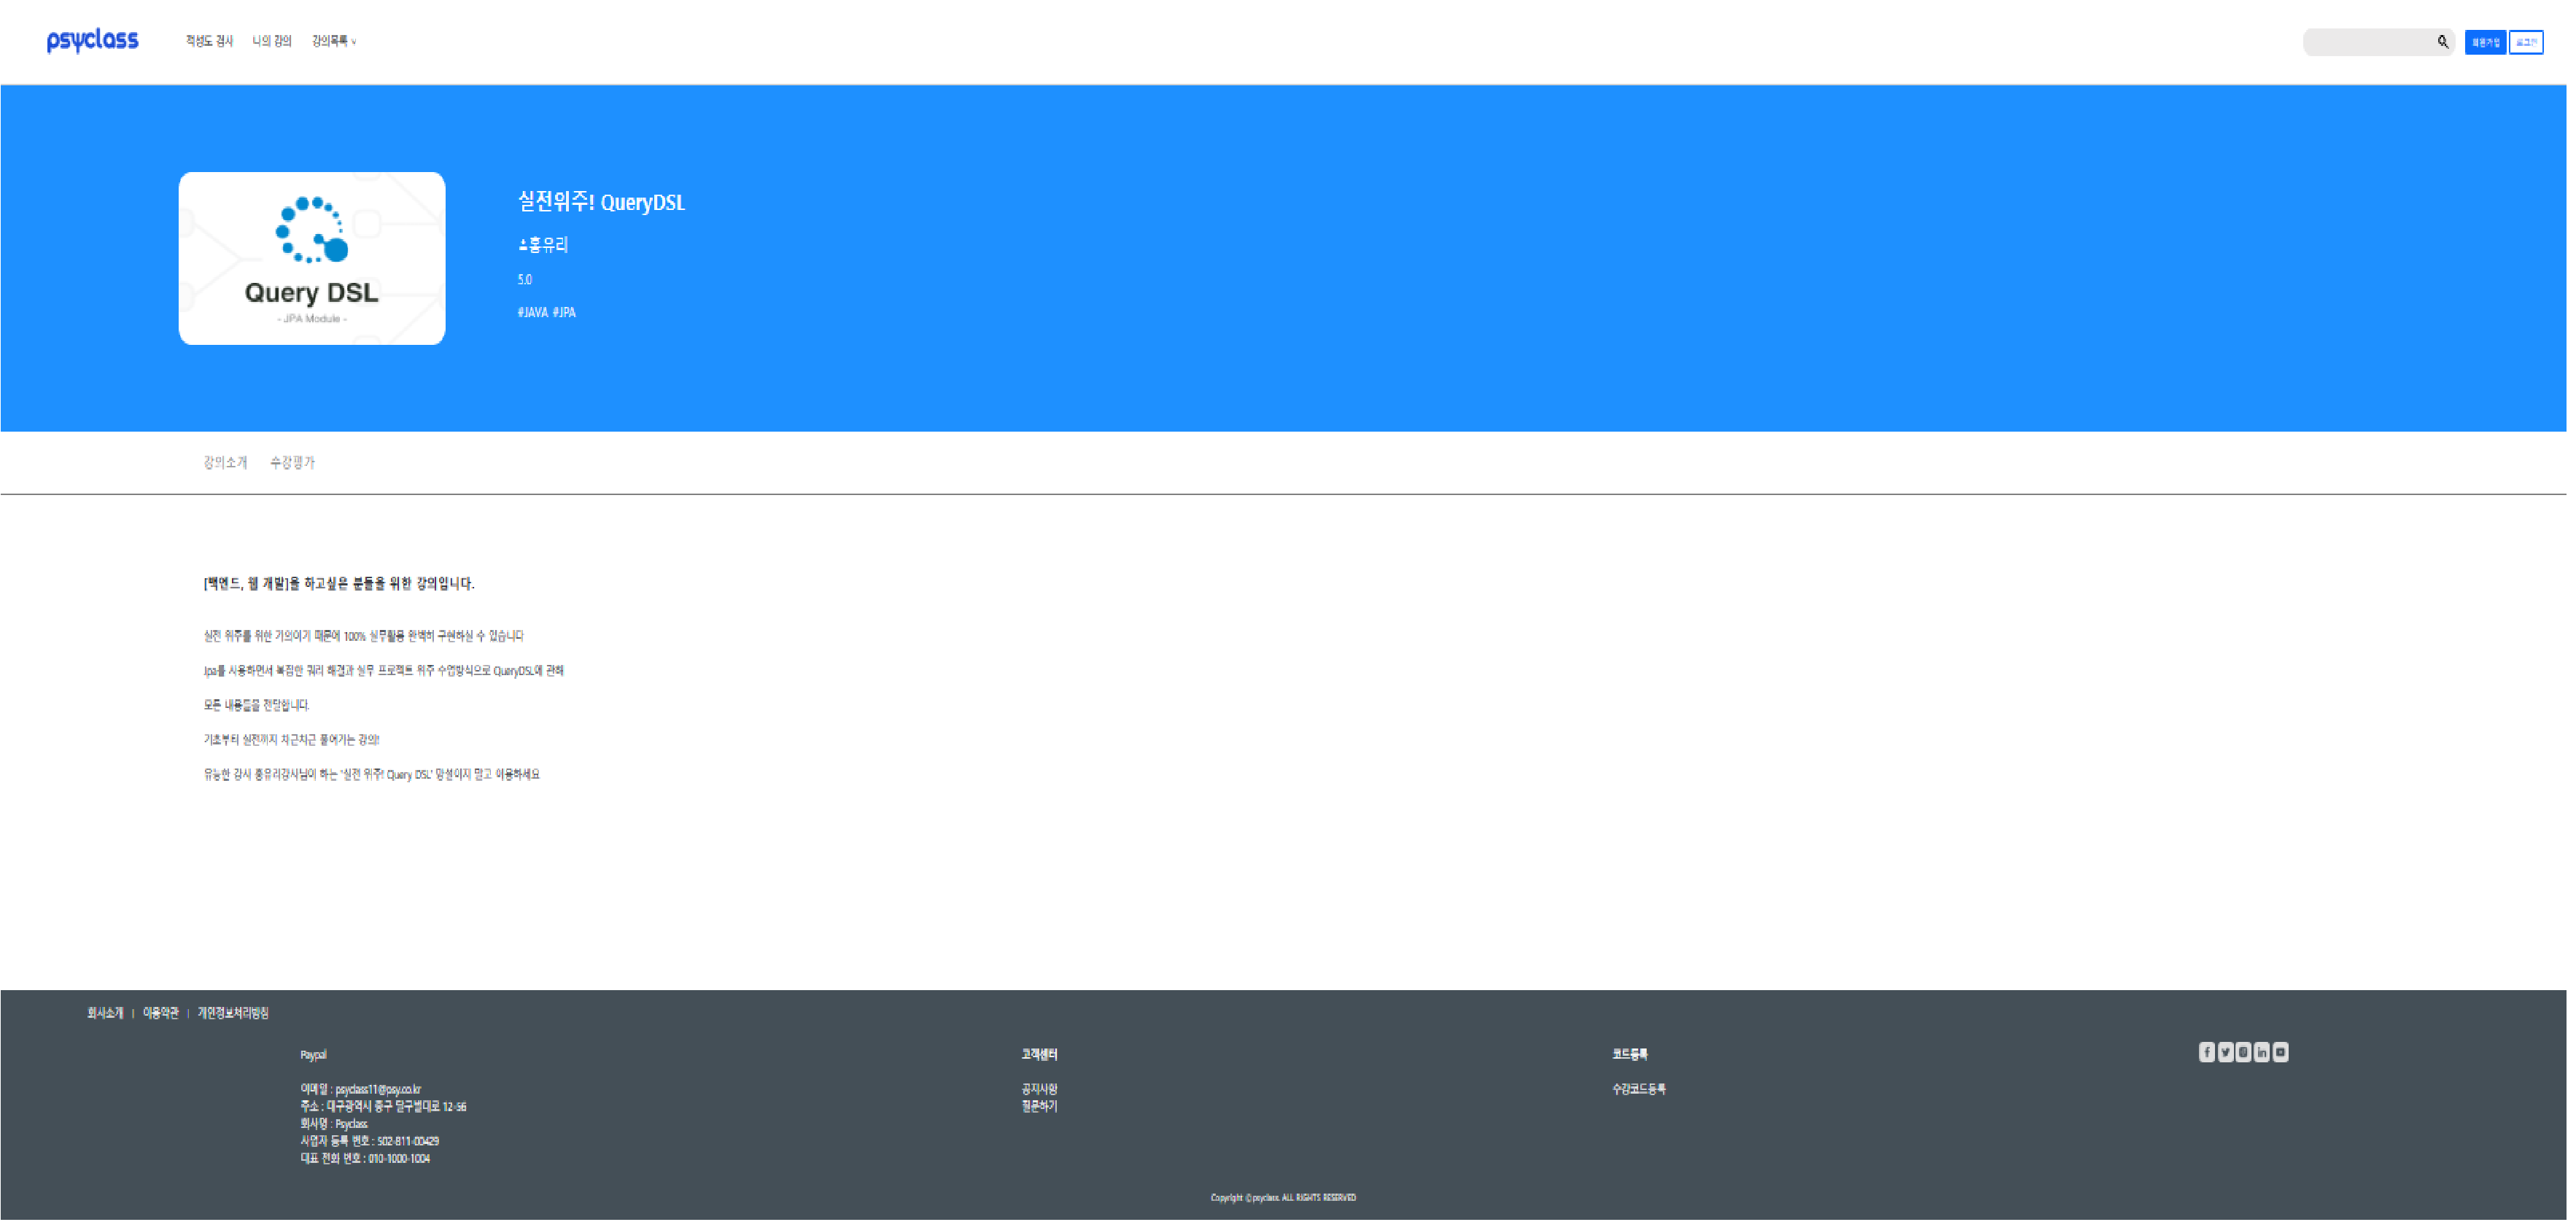 psyclass 적성도 검사 나의 강의 강의목록 ∨ 회원가입 로그인
Query DSL
- JPA Module -
실전위주! QueryDSL
홍유리
5.0
#JAVA #JPA
강의소개 수강평가
[백엔드, 웹 개발]을 하고싶은 분들을 위한 강의입니다.
실전 위주를 위한 기의이기 때문에 100% 실무활용 완벽히 구현하실 수 있습니다
Jpa를 사용하면서 복잡한 쿼리 해결과 실무 프로젝트 위주 수업방식으로 QueryDSL에 관해
모든 내용들을 전달합니다.
기초부터 실전까지 차근차근 풀어가는 강의!
유능한 강사 홍유리강사님이 하는 '실전 위주! Query DSL' 망설이지 말고 이용하세요
회사소개 | 이용약관 | 개인정보처리방침
Paypal
이메일 : psyclass11@psy.co.kr
주소 : 대구광역시 중구 달구벌대로 12-56
회사명 : Psyclass
사업자 등록 번호 : 502-811-00429
대표 전화 번호 : 010-1000-1004
고객센터
공지사항
질문하기
코드등록
수강코드등록
Copyright ©psyclass. ALL RIGHTS RESERVED